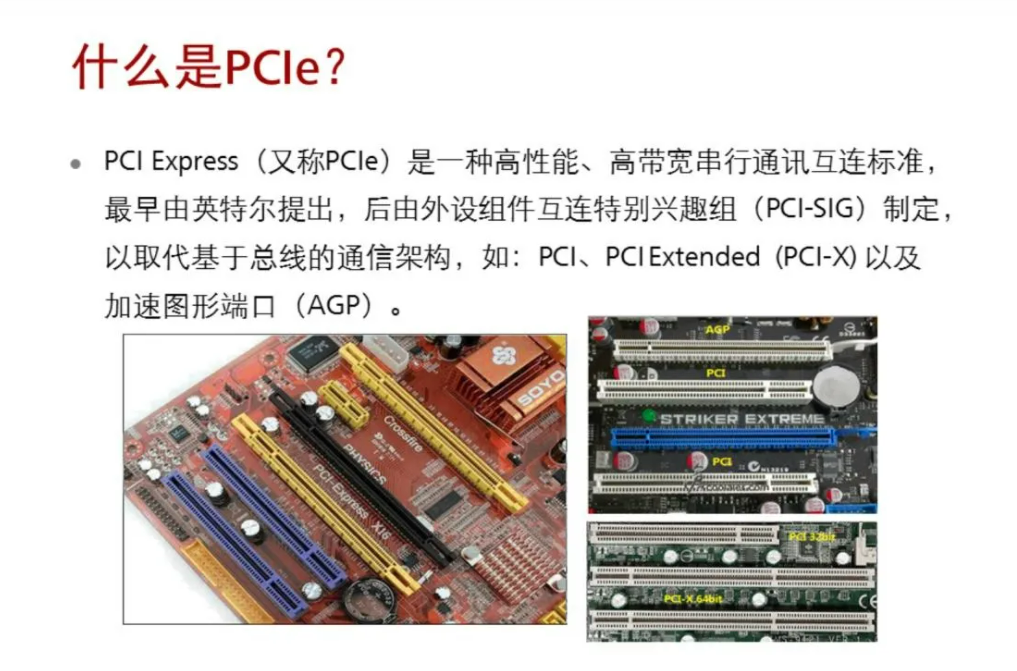 什么是PCIe?
• PCI Express（又称PCIe）是一种高性能、高带宽串行通讯互连标准，
最早由英特尔提出，后由外设组件互连特别兴趣组（PCI-SIG）制定，
以取代基于总线的通信架构，如：PCI、PCI Extended (PCI-X) 以及
加速图形端口（AGP）。
Crossfire
PHYSICS
PCI-Express X16
SOYO
AGP
PCI
STRIKER EXTREME
PCI
PCI 32bit
PCI-X 64bit